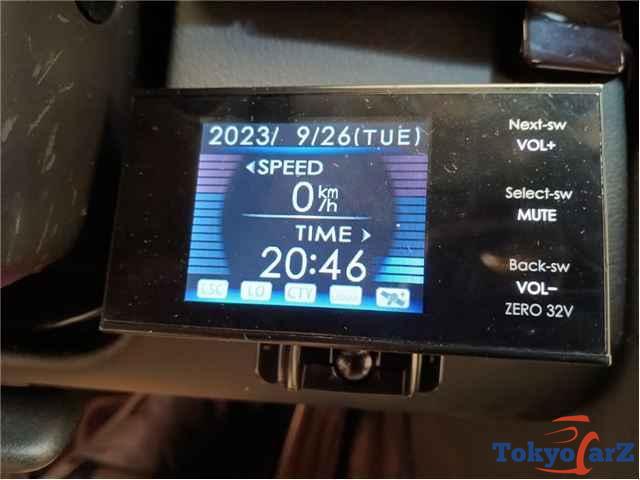 2023/ 9/26(TUE)
SPEED
0 km/h
TIME
20:46
LSC LO CTY
Next-sw
VOL+
Select-sw
MUTE
Back-sw
VOL−
ZERO 32V
TokyoCarZ